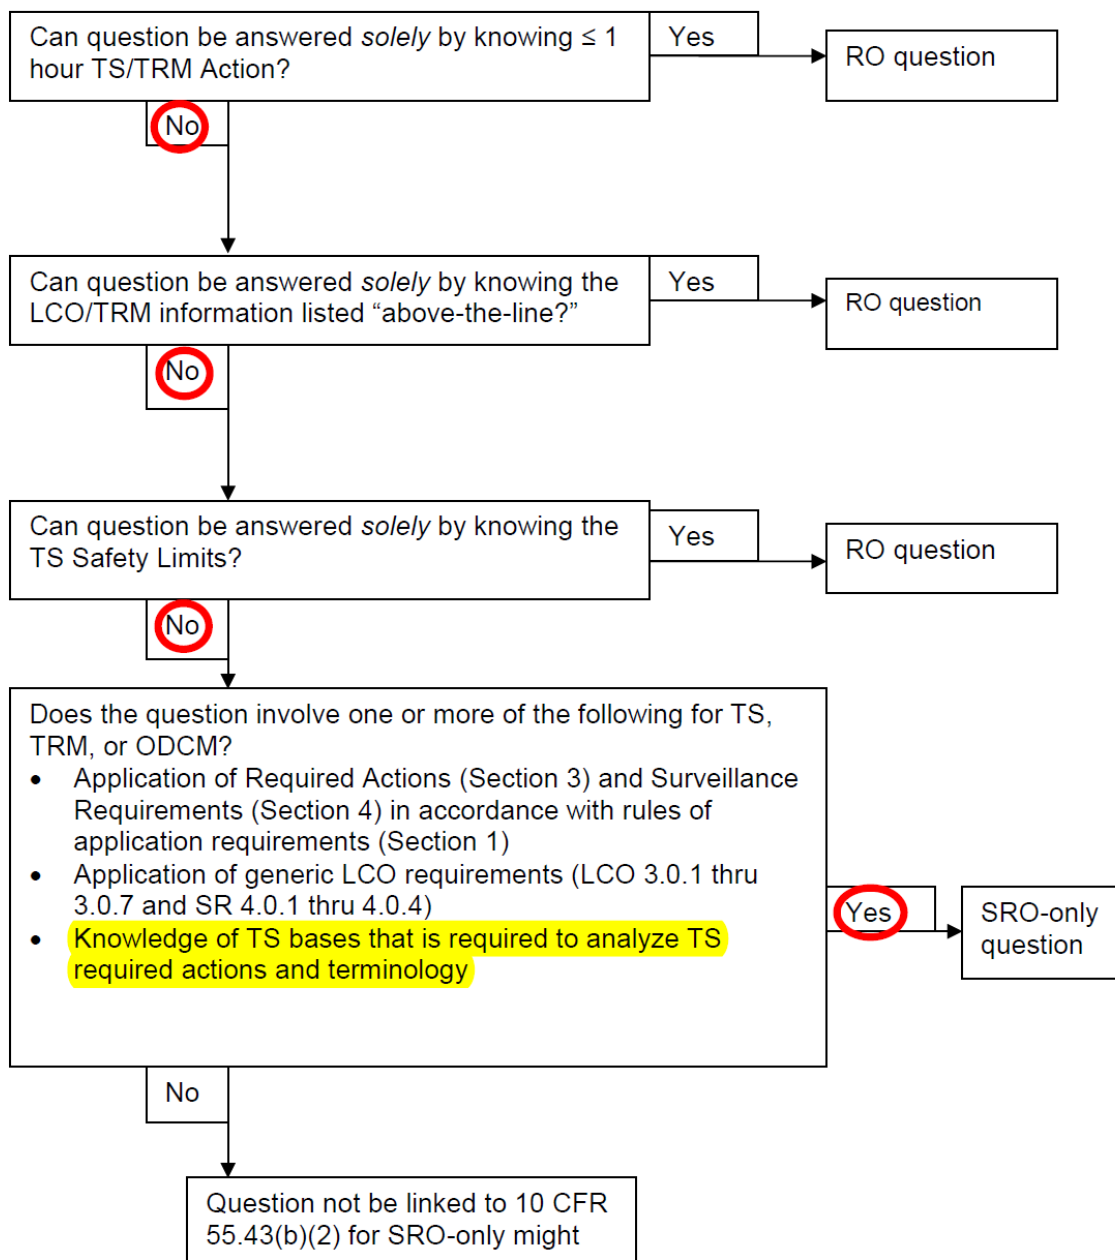 Can question be answered solely by knowing ≤ 1
hour TS/TRM Action?
Yes
RO question
No
Can question be answered solely by knowing the
LCO/TRM information listed “above-the-line?”
Yes
RO question
No
Can question be answered solely by knowing the
TS Safety Limits?
Yes
RO question
No
Does the question involve one or more of the following for TS,
TRM, or ODCM?
• Application of Required Actions (Section 3) and Surveillance
Requirements (Section 4) in accordance with rules of
application requirements (Section 1)
• Application of generic LCO requirements (LCO 3.0.1 thru
3.0.7 and SR 4.0.1 thru 4.0.4)
• Knowledge of TS bases that is required to analyze TS
required actions and terminology
Yes
SRO-only
question
No
Question not be linked to 10 CFR
55.43(b)(2) for SRO-only might